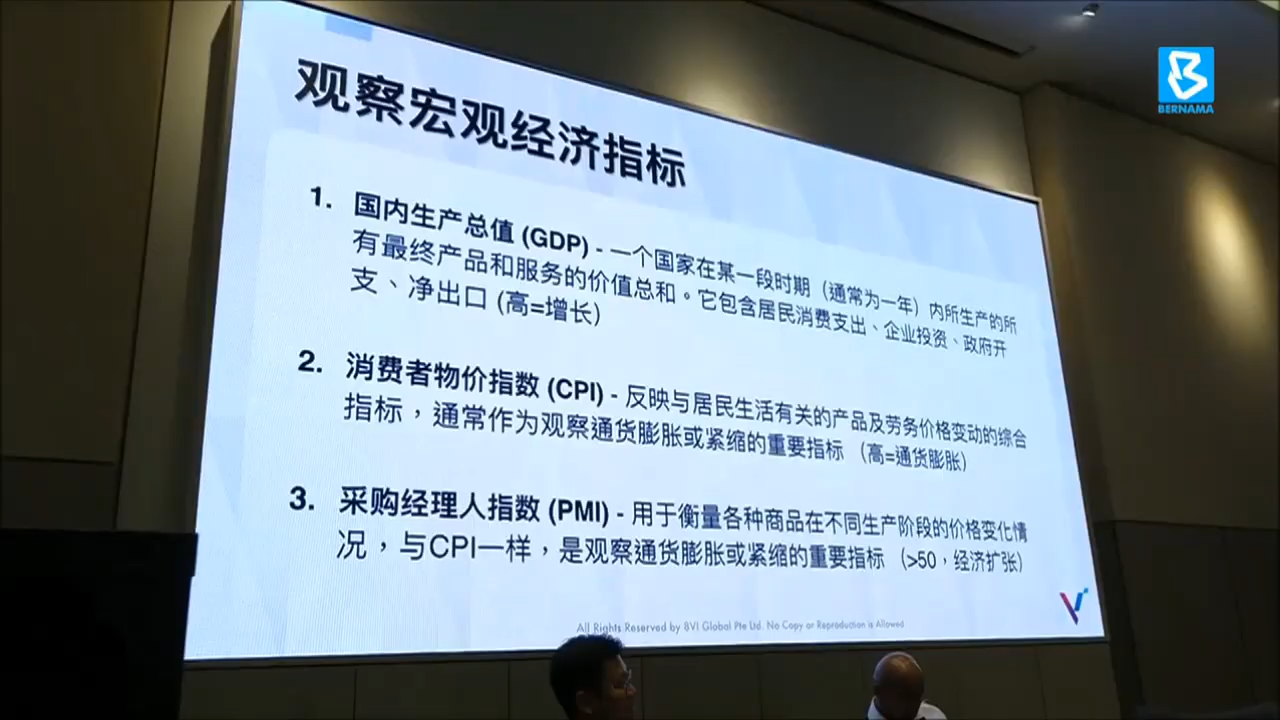 BERNAMA
观察宏观经济指标
1. 国内生产总值 (GDP) - 一个国家在某一段时期（通常为一年）内所生产的所
有最终产品和服务的价值总和。它包含居民消费支出、企业投资、政府开
支、净出口 (高=增长)
2. 消费者物价指数 (CPI) - 反映与居民生活有关的产品及劳务价格变动的综合
指标，通常作为观察通货膨胀或紧缩的重要指标 （高=通货膨胀）
3. 采购经理人指数 (PMI) - 用于衡量各种商品在不同生产阶段的价格变化情
况，与CPI一样，是观察通货膨胀或紧缩的重要指标 （>50，经济扩张）
All Rights Reserved by BVI Global Pte Ltd. No Copy or Reproduction is Allowed